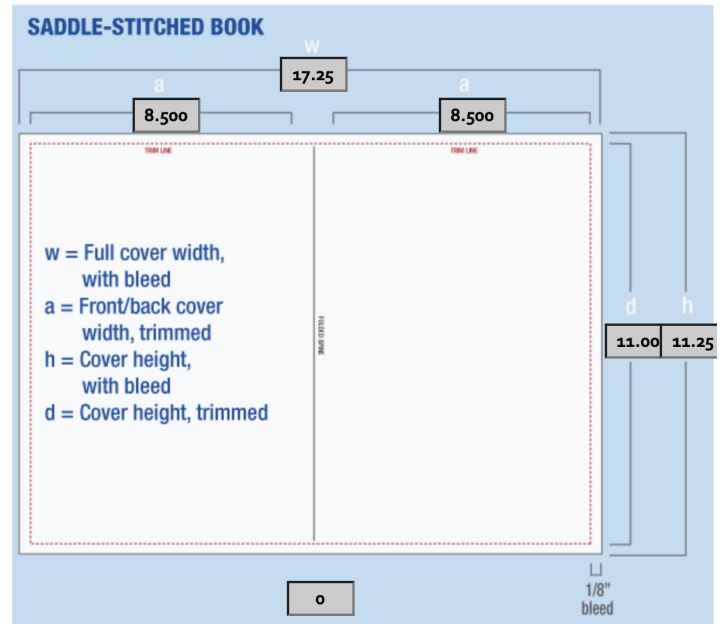 SADDLE-STITCHED BOOK
w
17.25
a a
8.500 8.500
TRIM LINE TRIM LINE
w = Full cover width,
with bleed
a = Front/back cover
width, trimmed
h = Cover height,
with bleed
d = Cover height, trimmed
FOLDED SPINE
d h
11.00 11.25
1/8”
bleed
0